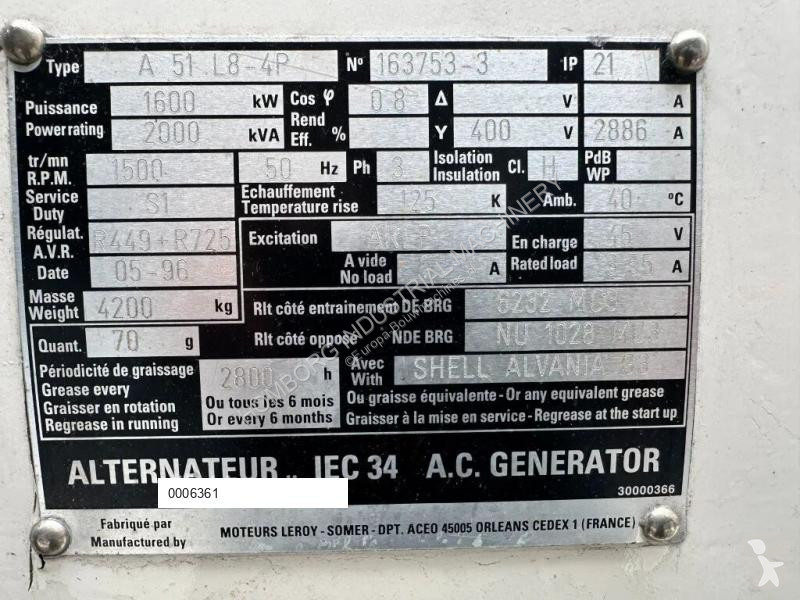 Type A 51 L8-4P N° 163753-3 IP 21
Puissance 1600 kW Cos φ 0.8 Δ V A
Power rating 2000 kVA Rend Eff. % Y 400 V 2886 A
tr/mn R.P.M. 1500 50 Hz Ph 3 Isolation Insulation Cl. H PdB WP
Service Duty S1 Echauffement Temperature rise 125 K Amb. 40 °C
Régulat. A.V.R. R449+R725 Excitation En charge 45 V
Date 05-96 A vide No load A Rated load A
Masse Weight 4200 kg Rlt côté entrainement DE BRG 6232
Quant. 70 g Rlt côté opposé NDE BRG NU 1028
Périodicité de graissage
Grease every 2800 h Avec With SHELL ALVANIA
Graisser en rotation Ou tous les 6 mois Ou graisse équivalente - Or any equivalent grease
Regrease in running Or every 6 months Graisser à la mise en service - Regrease at the start up
ALTERNATEUR IEC 34 A.C. GENERATOR
0006361
30000366
Fabriqué par
Manufactured by MOTEURS LEROY - SOMER - DPT. ACEO 45005 ORLEANS CEDEX 1 (FRANCE)
©Europa Bouwmachines